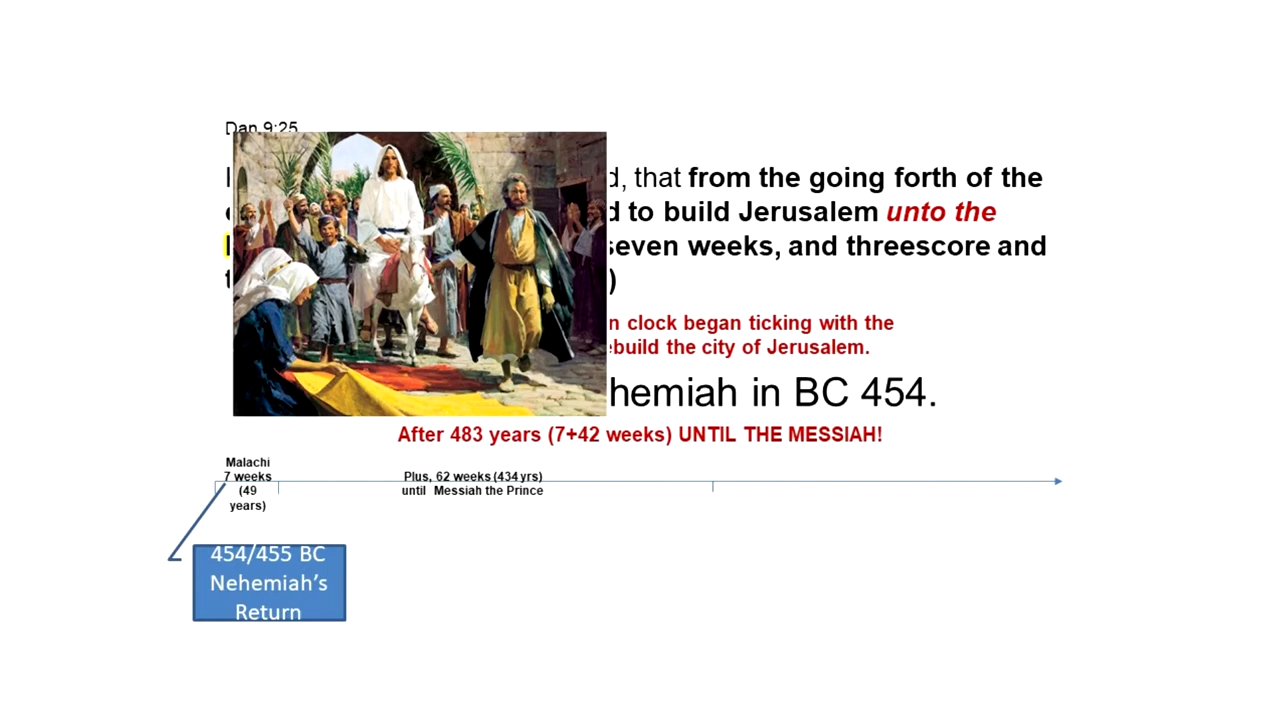 Dan 9:25
d, that from the going forth of the
d to build Jerusalem unto the
seven weeks, and threescore and
)
n clock began ticking with the
ebuild the city of Jerusalem.
hemiah in BC 454.
After 483 years (7+42 weeks) UNTIL THE MESSIAH!
Malachi
7 weeks
(49
years)
Plus, 62 weeks (434 yrs)
until Messiah the Prince
454/455 BC
Nehemiah's
Return